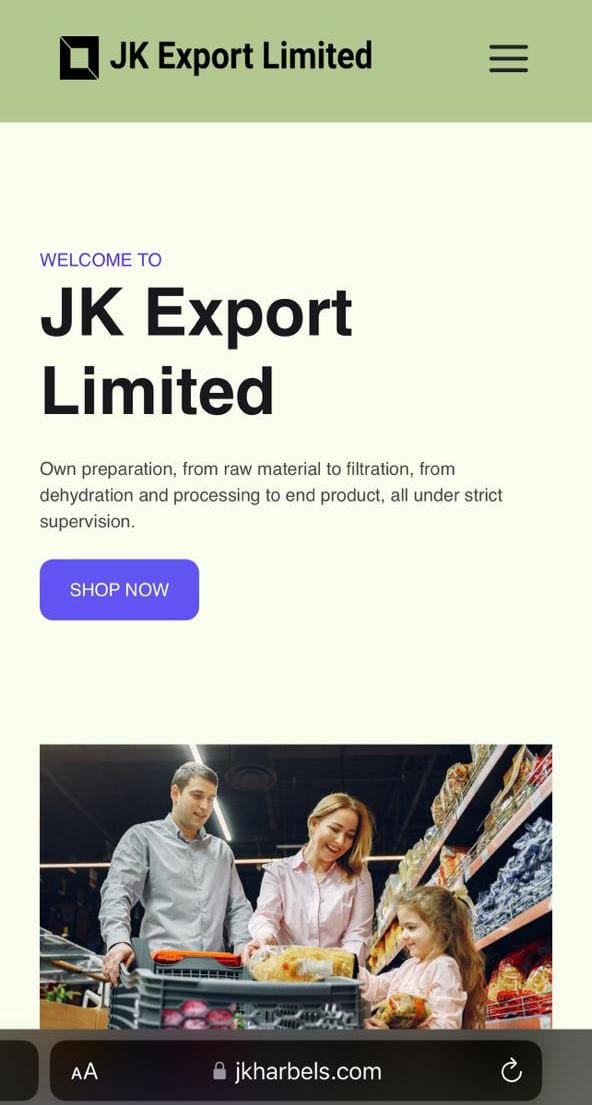 JK Export Limited
WELCOME TO
JK Export
Limited
Own preparation, from raw material to filtration, from
dehydration and processing to end product, all under strict
supervision.
SHOP NOW
AA
jkharbels.com